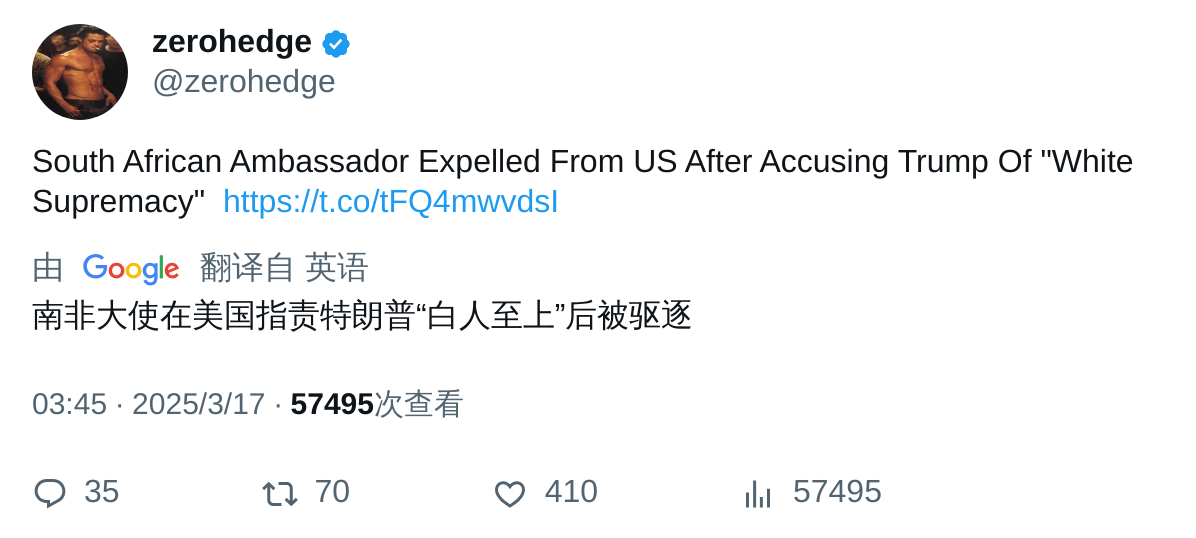 zerohedge
@zerohedge
South African Ambassador Expelled From US After Accusing Trump Of "White
Supremacy"  https://t.co/tFQ4mwvdsI
由 Google 翻译自 英语
南非大使在美国指责特朗普“白人至上”后被驱逐
03:45 · 2025/3/17 · 57495次查看
35 70 410 57495